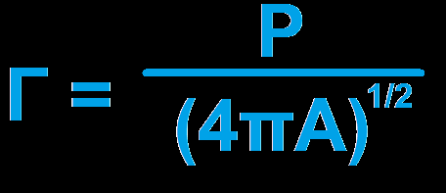 Γ = P / (4πA)^1/2